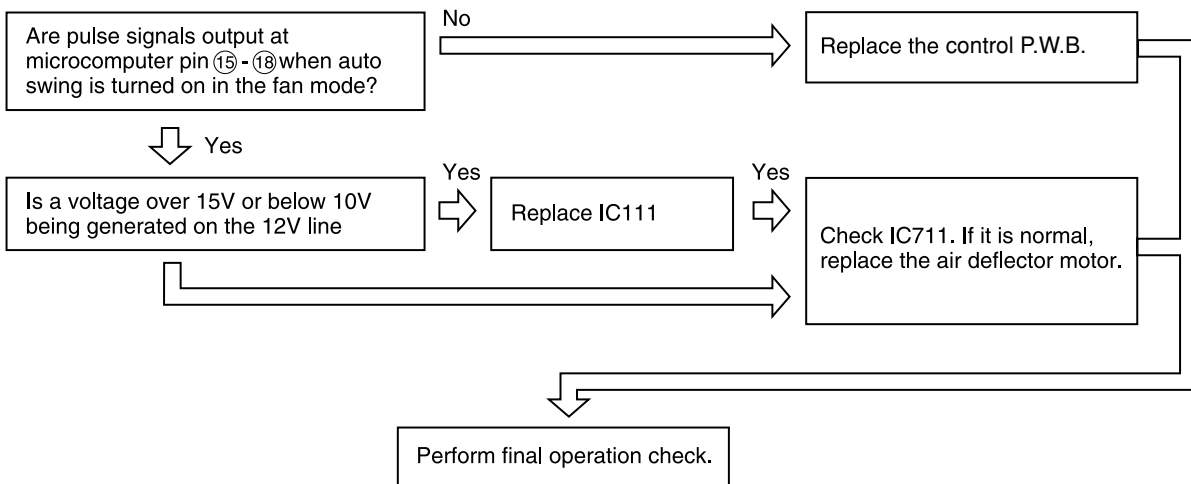 Are pulse signals output at
microcomputer pin ⑮ - ⑱ when auto
swing is turned on in the fan mode?
No
Replace the control P.W.B.
Yes
Is a voltage over 15V or below 10V
being generated on the 12V line
Yes
Replace IC111
Yes
Check IC711. If it is normal,
replace the air deflector motor.
Perform final operation check.